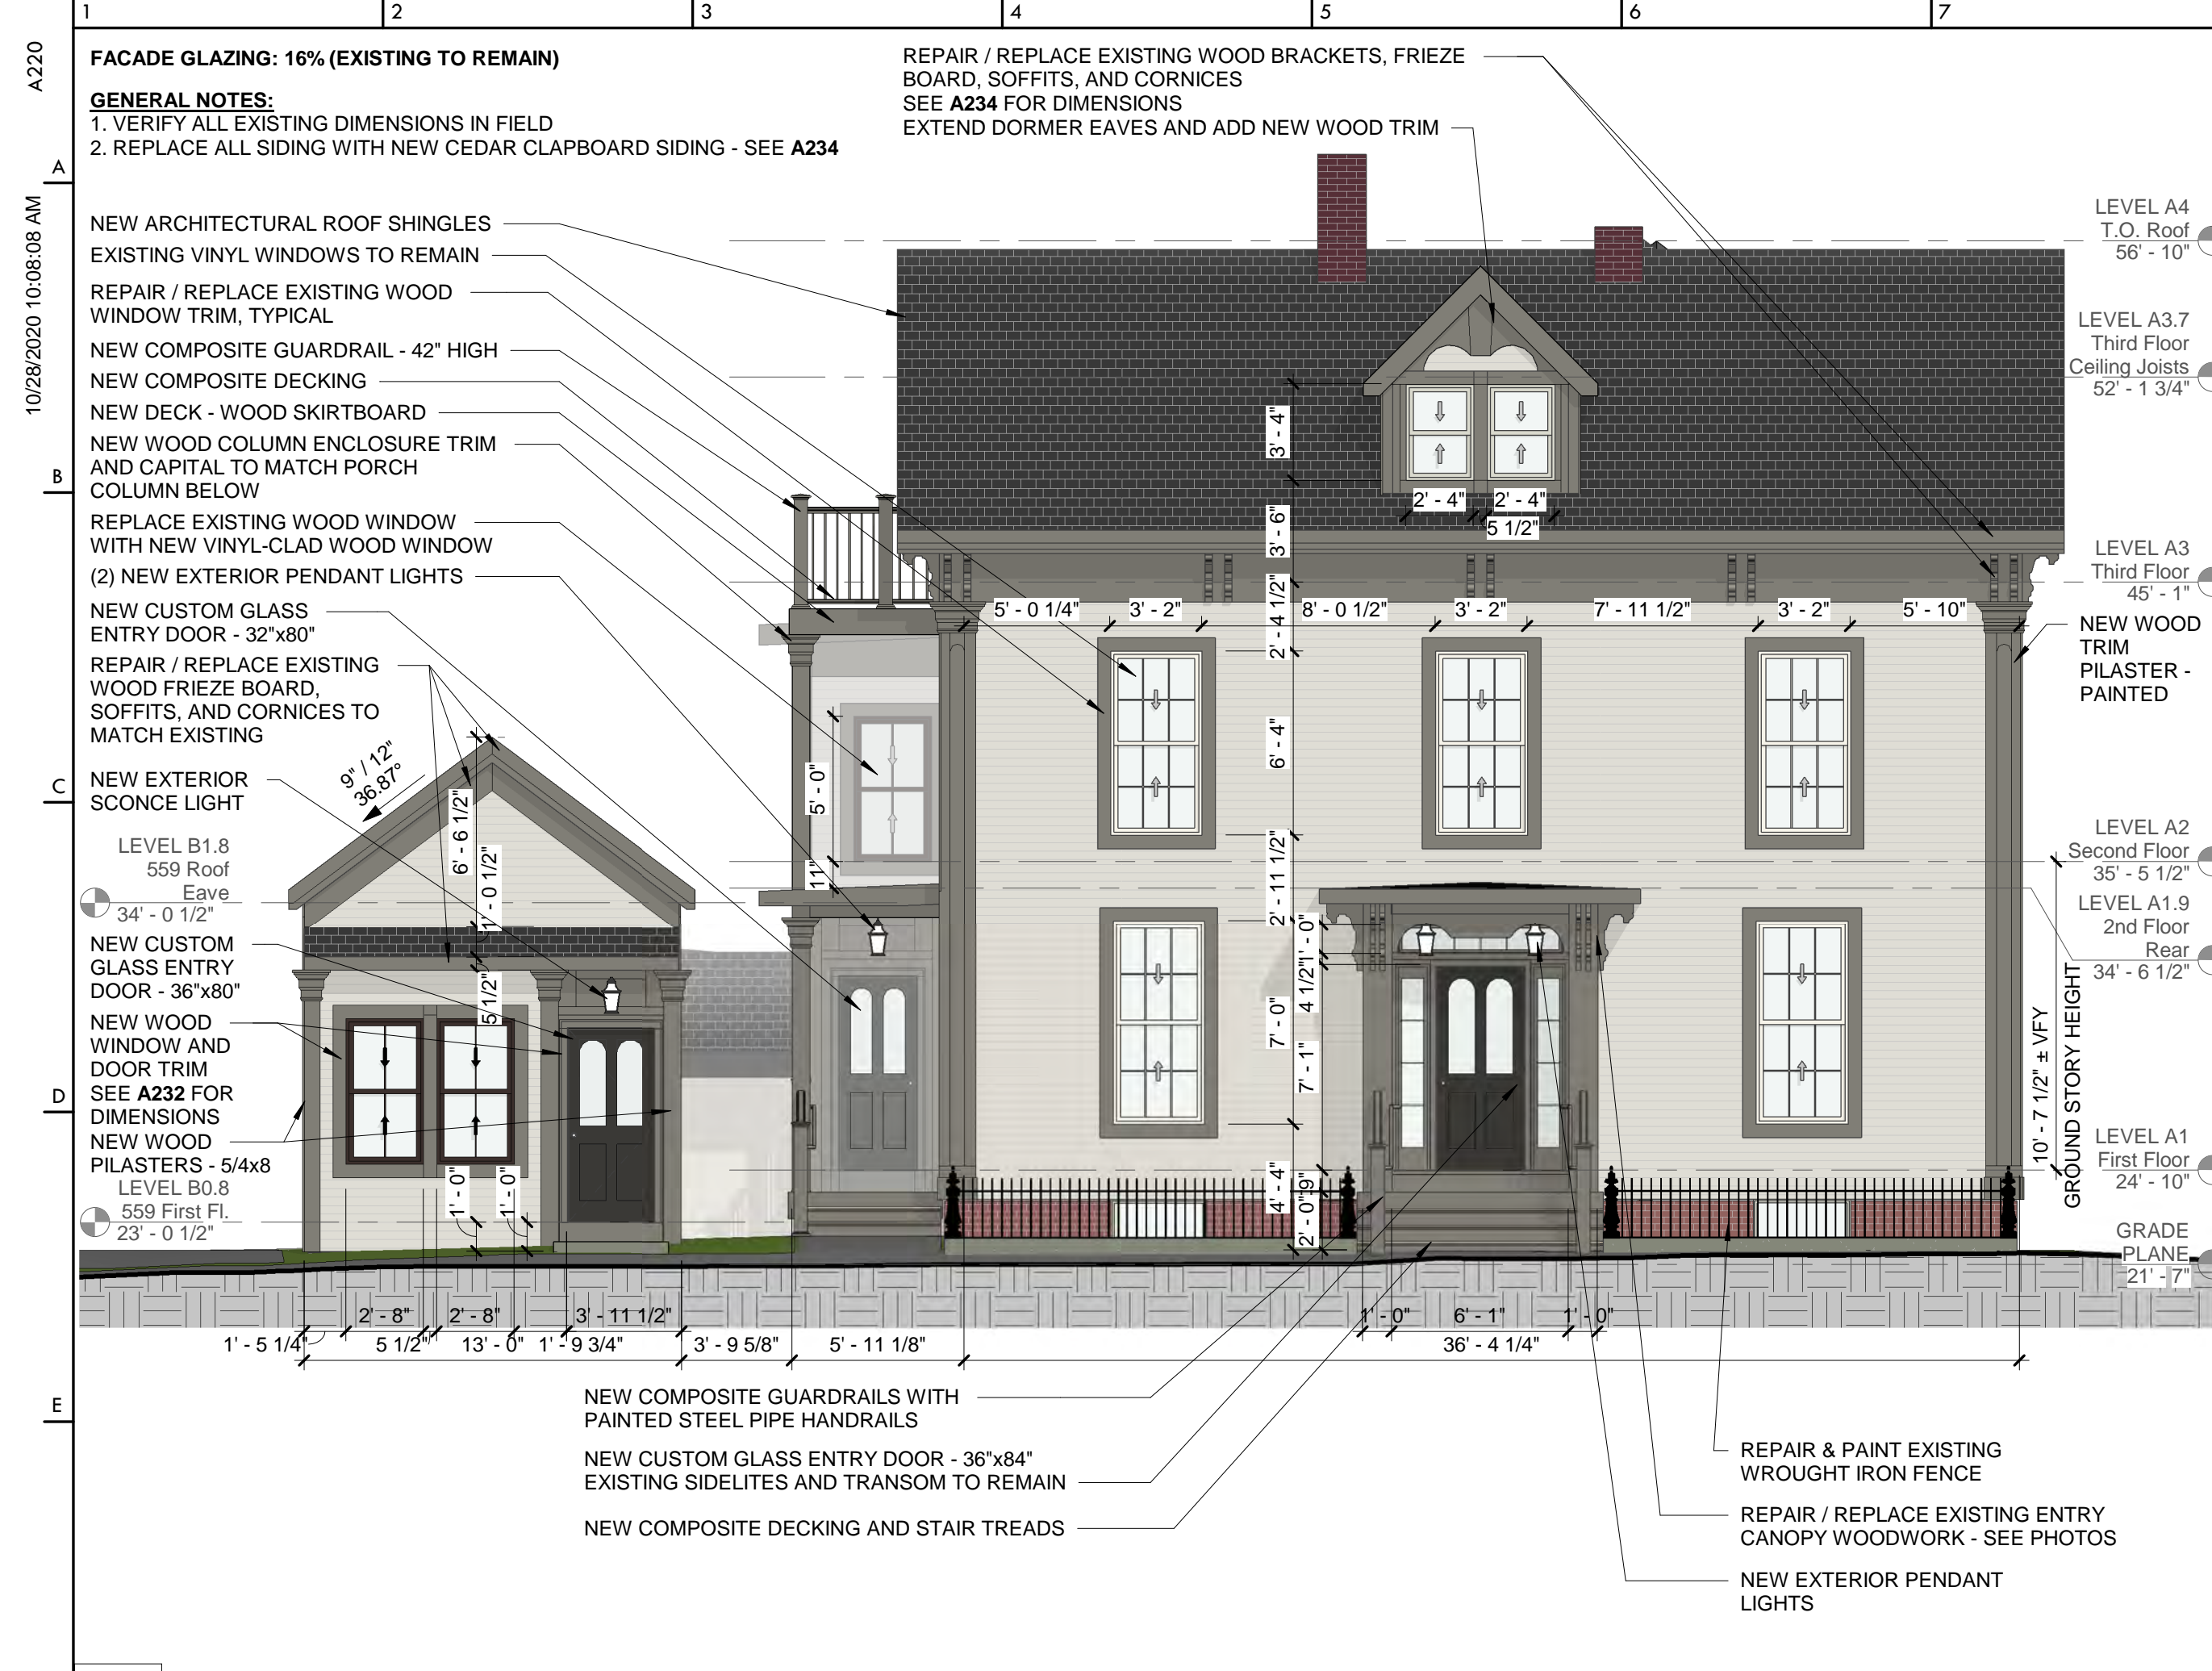 1
2
3
4
5
6
7
A220
10/28/2020 10:08:08 AM
A
B
C
D
E
FACADE GLAZING: 16% (EXISTING TO REMAIN)
GENERAL NOTES:
1. VERIFY ALL EXISTING DIMENSIONS IN FIELD
2. REPLACE ALL SIDING WITH NEW CEDAR CLAPBOARD SIDING - SEE A234
REPAIR / REPLACE EXISTING WOOD BRACKETS, FRIEZE
BOARD, SOFFITS, AND CORNICES
SEE A234 FOR DIMENSIONS
EXTEND DORMER EAVES AND ADD NEW WOOD TRIM
NEW ARCHITECTURAL ROOF SHINGLES
EXISTING VINYL WINDOWS TO REMAIN
REPAIR / REPLACE EXISTING WOOD
WINDOW TRIM, TYPICAL
NEW COMPOSITE GUARDRAIL - 42" HIGH
NEW COMPOSITE DECKING
NEW DECK - WOOD SKIRTBOARD
NEW WOOD COLUMN ENCLOSURE TRIM
AND CAPITAL TO MATCH PORCH
COLUMN BELOW
REPLACE EXISTING WOOD WINDOW
WITH NEW VINYL-CLAD WOOD WINDOW
(2) NEW EXTERIOR PENDANT LIGHTS
NEW CUSTOM GLASS
ENTRY DOOR - 32"x80"
REPAIR / REPLACE EXISTING
WOOD FRIEZE BOARD,
SOFFITS, AND CORNICES TO
MATCH EXISTING
NEW EXTERIOR
SCONCE LIGHT
LEVEL B1.8
559 Roof
Eave
34' - 0 1/2"
NEW CUSTOM
GLASS ENTRY
DOOR - 36"x80"
NEW WOOD
WINDOW AND
DOOR TRIM
SEE A232 FOR
DIMENSIONS
NEW WOOD
PILASTERS - 5/4x8
LEVEL B0.8
559 First Fl.
23' - 0 1/2"
9" / 12"
36.87°
6' - 6 1/2"
1' - 0 1/2"
5 1/2"
1' - 0"
1' - 0"
5' - 0"
11"
3' - 4"
3' - 6"
2' - 4 1/2"
6' - 4"
2' - 11 1/2"
7' - 0"
4' - 4"
1' - 0"
4 1/2"
7' - 1"
9"
2' - 0"
2' - 4"
2' - 4"
5 1/2"
5' - 0 1/4"
3' - 2"
8' - 0 1/2"
3' - 2"
7' - 11 1/2"
3' - 2"
5' - 10"
LEVEL A4
T.O. Roof
56' - 10"
LEVEL A3.7
Third Floor
Ceiling Joists
52' - 1 3/4"
LEVEL A3
Third Floor
45' - 1"
NEW WOOD
TRIM
PILASTER -
PAINTED
LEVEL A2
Second Floor
35' - 5 1/2"
LEVEL A1.9
2nd Floor
Rear
34' - 6 1/2"
10' - 7 1/2" ± VFY
GROUND STORY HEIGHT
LEVEL A1
First Floor
24' - 10"
GRADE
PLANE
21' - 7"
2' - 8"
2' - 8"
3' - 11 1/2"
1' - 0"
6' - 1"
1' - 0"
1' - 5 1/4"
5 1/2"
13' - 0"
1' - 9 3/4"
3' - 9 5/8"
5' - 11 1/8"
36' - 4 1/4"
NEW COMPOSITE GUARDRAILS WITH
PAINTED STEEL PIPE HANDRAILS
NEW CUSTOM GLASS ENTRY DOOR - 36"x84"
EXISTING SIDELITES AND TRANSOM TO REMAIN
NEW COMPOSITE DECKING AND STAIR TREADS
REPAIR & PAINT EXISTING
WROUGHT IRON FENCE
REPAIR / REPLACE EXISTING ENTRY
CANOPY WOODWORK - SEE PHOTOS
NEW EXTERIOR PENDANT
LIGHTS